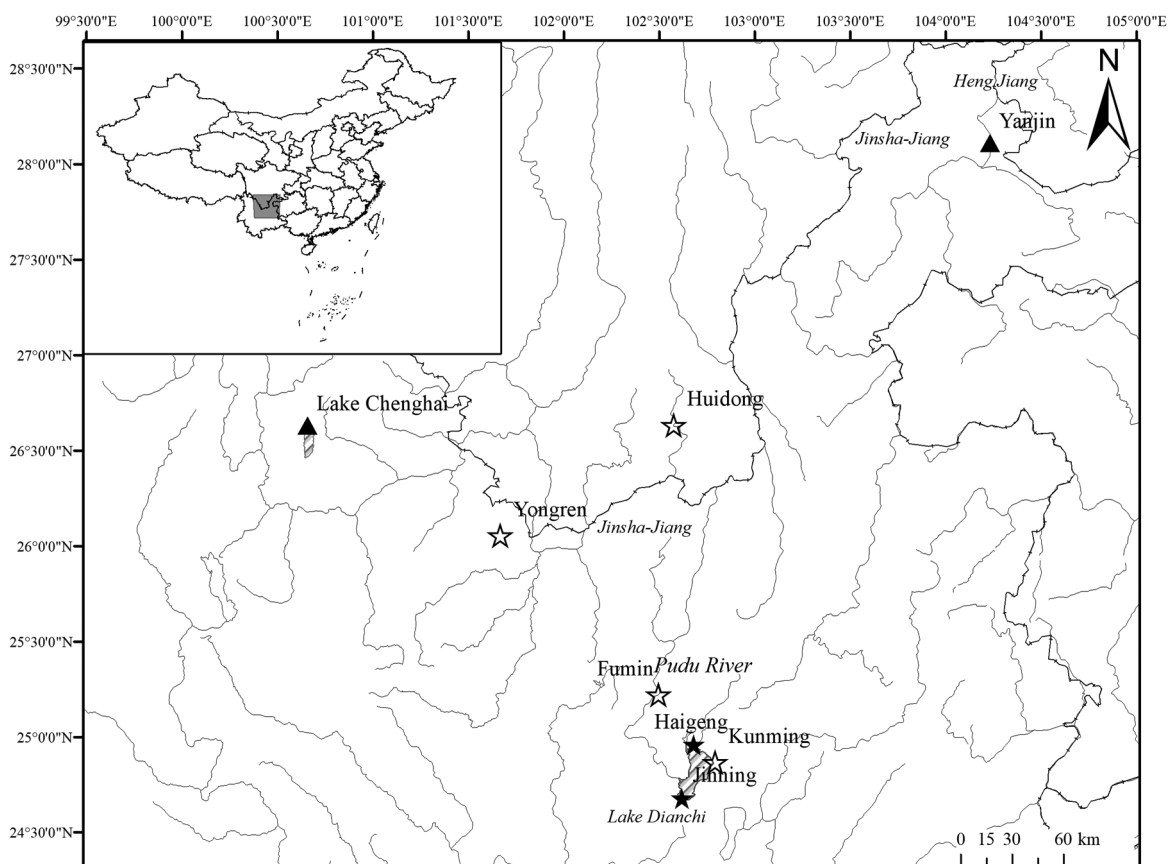 99°30'E 100°0'0"E 100°30'0"E 101°0'0"E 101°30'0"E 102°0'0"E 102°30'0"E 103°0'0"E 103°30'0"E 104°0'0"E 104°30'0"E 105°0'0"E
28°30'0"N
28°0'0"N
27°30'0"N
27°0'0"N
26°30'0"N
26°0'0"N
25°30'0"N
25°0'0"N
24°30'0"N
N
Heng Jiang
Yanjin
Jinsha-Jiang
Lake Chenghai
Huidong
Yongren
Jinsha-Jiang
Fumin
Pudu River
Haigeng
Kunming
Jinning
Lake Dianchi
0 15 30 60 km